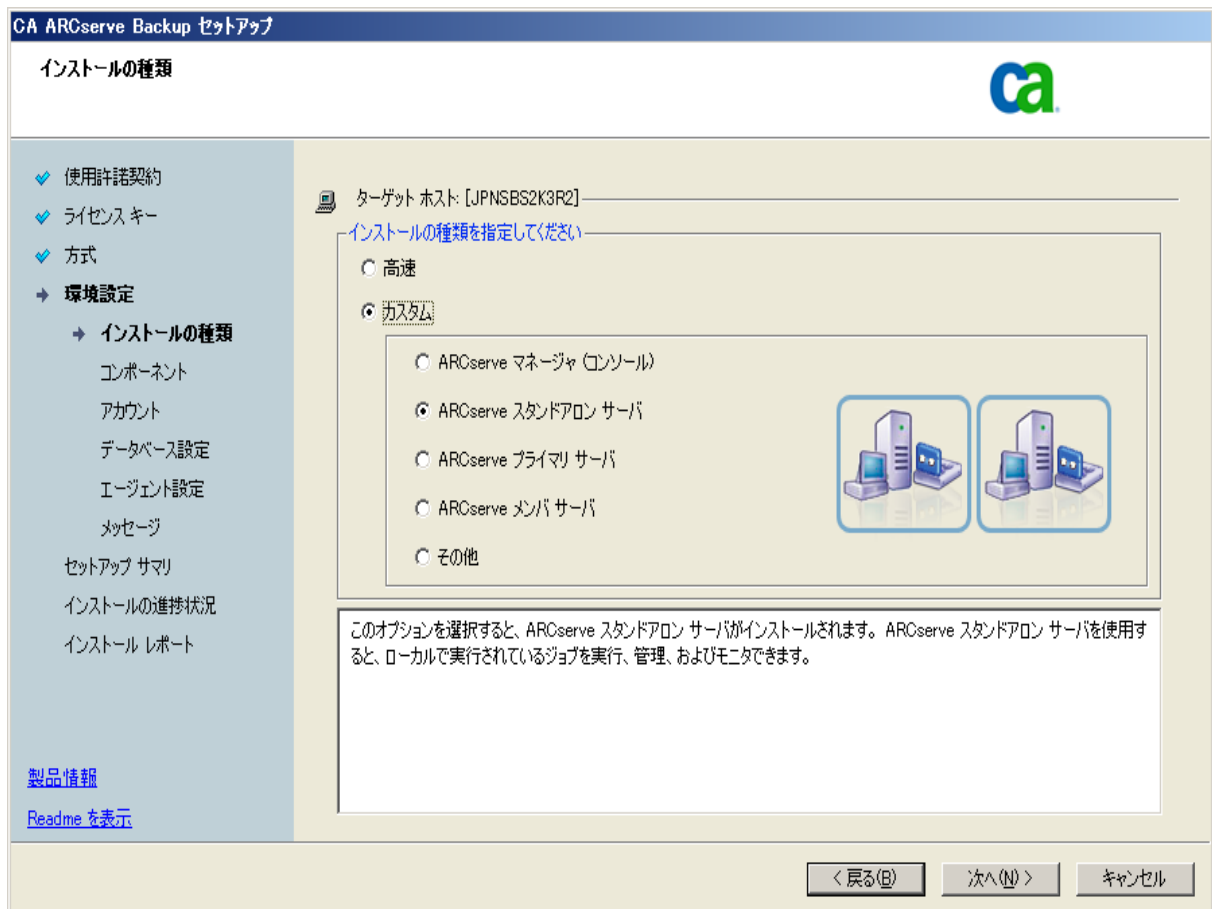 CA ARCserve Backup セットアップ
インストールの種類
ca
使用許諾契約
ライセンス キー
方式
環境設定
インストールの種類
コンポーネント
アカウント
データベース設定
エージェント設定
メッセージ
セットアップ サマリ
インストールの進捗状況
インストール レポート
製品情報
Readme を表示
ターゲット ホスト: [JPNSBS2K3R2]
インストールの種類を指定してください
高速
カスタム
ARCserve マネージャ (コンソール)
ARCserve スタンドアロン サーバ
ARCserve プライマリ サーバ
ARCserve メンバ サーバ
その他
このオプションを選択すると、ARCserve スタンドアロン サーバがインストールされます。 ARCserve スタンドアロン サーバを使用す
ると、ローカルで実行されているジョブを実行、管理、およびモニタできます。
< 戻る(B)
次へ(N) >
キャンセル